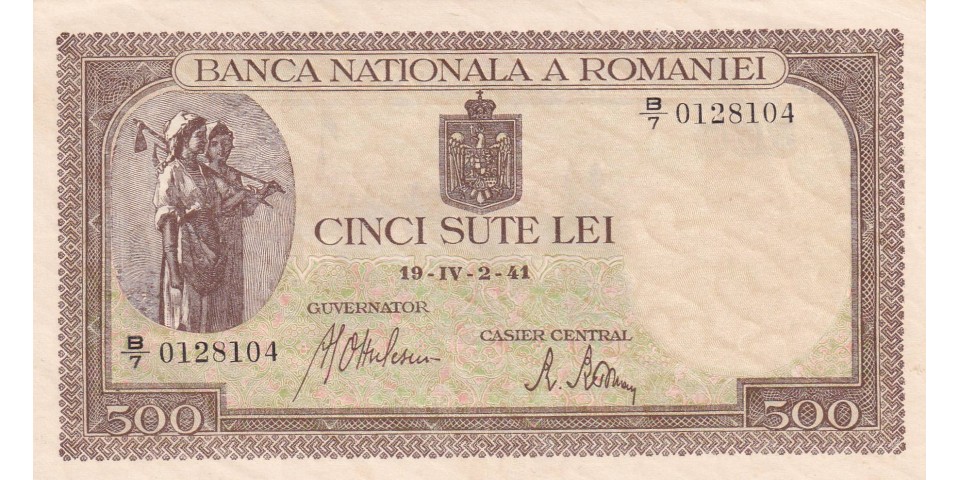 BANCA NATIONALA A ROMANIEI
B/7 0128104
CINCI SUTE LEI
19-IV-2-41
GUVERNATOR
CASIER CENTRAL
B/7 0128104
500
500